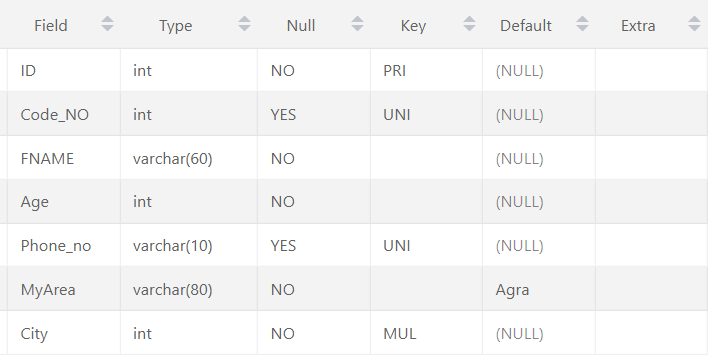 Field Type Null Key Default Extra
ID int NO PRI (NULL)
Code_NO int YES UNI (NULL)
FNAME varchar(60) NO (NULL)
Age int NO (NULL)
Phone_no varchar(10) YES UNI (NULL)
MyArea varchar(80) NO Agra
City int NO MUL (NULL)